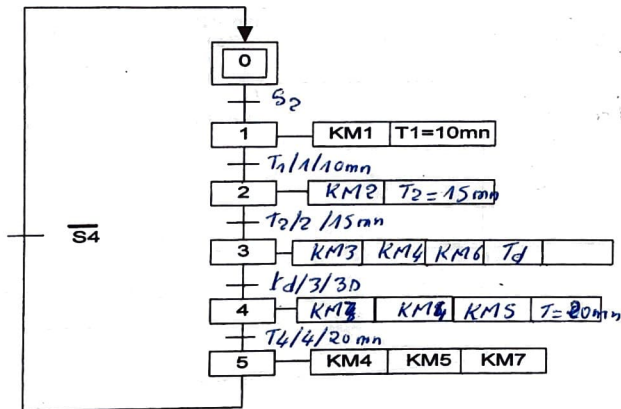 0
S2
1 KM1 T1=10mn
T1/1/10mn
2 KM2 T2=15mn
T2/2/15mn
S4
3 KM3 KM4 KM6 Td
td/3/3D
4 KM5 T=20mn
T4/4/20mn
5 KM4 KM5 KM7